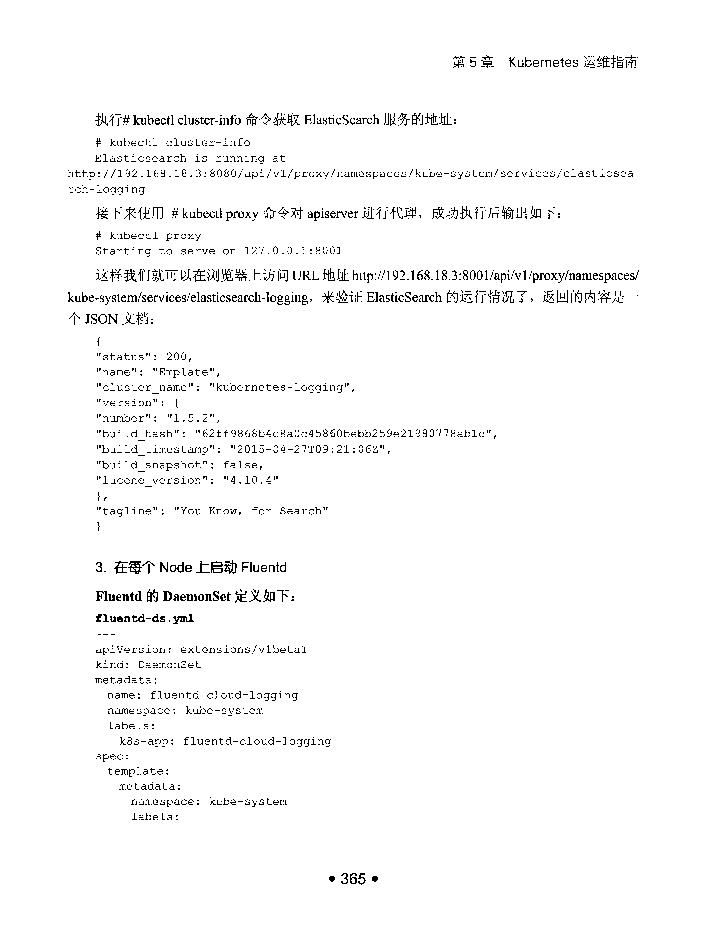 第 5 章 Kubernetes 运维指南
执行# kubectl cluster-info 命令获取 ElasticSearch 服务的地址：
# kubectl cluster-info
Elasticsearch is running at
http://192.168.18.3:8080/api/v1/proxy/namespaces/kube-system/services/elasticsea
rch-logging
接下来使用 # kubectl proxy 命令对 apiserver 进行代理，成功执行后输出如下：
# kubectl proxy
Starting to serve on 127.0.0.1:8001
这样我们就可以在浏览器上访问 URL 地址 http://192.168.18.3:8001/api/v1/proxy/namespaces/
kube-system/services/elasticsearch-logging，来验证 ElasticSearch 的运行情况了，返回的内容是一
个 JSON 文档：
{
"status": 200,
"name": "Emplate",
"cluster_name": "kubernetes-logging",
"version": {
"number": "1.5.2",
"build_hash":
"build_timestamp": "2015-04-27T09:21:06Z",
"build_snapshot": false,
"lucene_version": "4.10.4"
},
"tagline": "You Know, for Search"
}
3. 在每个 Node 上启动 Fluentd
Fluentd 的 DaemonSet 定义如下：
fluentd-ds.yml
---
apiVersion: extensions/v1beta1
kind: DaemonSet
metadata:
name: fluentd-cloud-logging
namespace: kube-system
labels:
k8s-app: fluentd-cloud-logging
spec:
template:
metadata:
namespace: kube-system
labels:
• 365 •